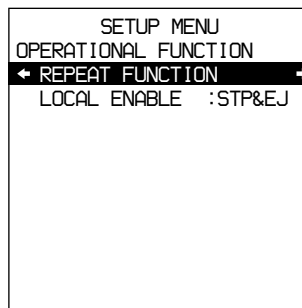 SETUP MENU
OPERATIONAL FUNCTION
← REPEAT FUNCTION
LOCAL ENABLE :STP&EJ